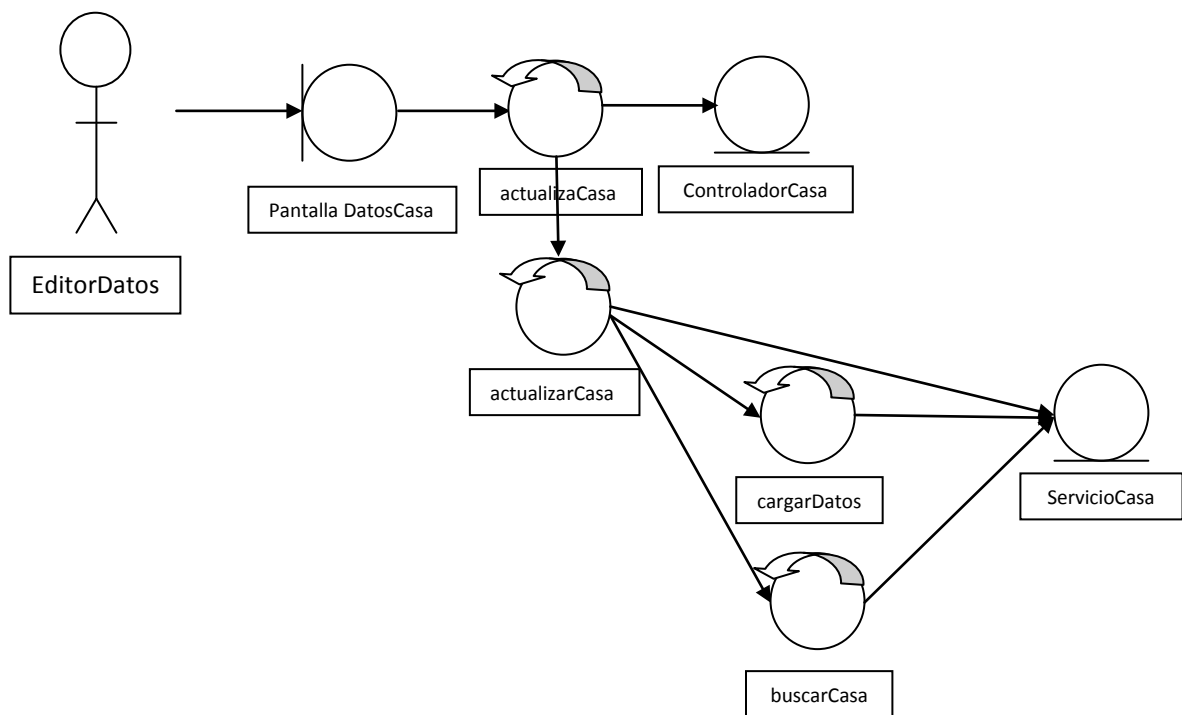 EditorDatos
Pantalla DatosCasa
actualizaCasa
ControladorCasa
actualizarCasa
cargarDatos
ServicioCasa
buscarCasa